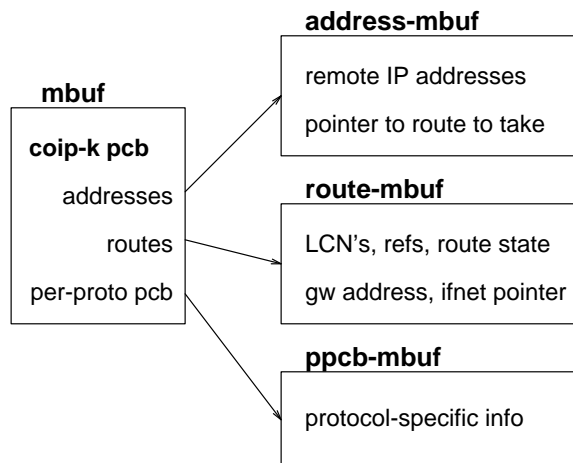 mbuf
coip-k pcb
addresses
routes
per-proto pcb
address-mbuf
remote IP addresses
pointer to route to take
route-mbuf
LCN's, refs, route state
gw address, ifnet pointer
ppcb-mbuf
protocol-specific info